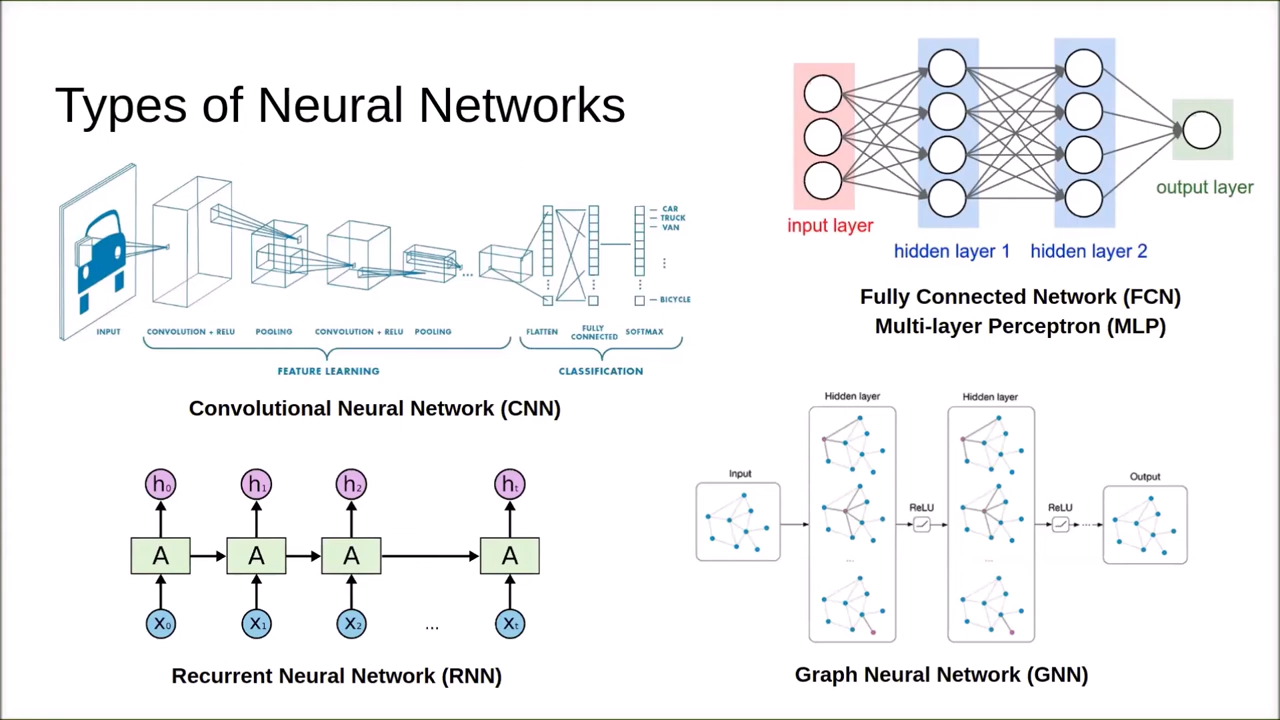 Types of Neural Networks
CAR
TRUCK
VAN
BICYCLE
INPUT
CONVOLUTION + RELU
POOLING
CONVOLUTION + RELU
POOLING
FLATTEN
FULLY
CONNECTED
SOFTMAX
FEATURE LEARNING
CLASSIFICATION
Convolutional Neural Network (CNN)
input layer
hidden layer 1
hidden layer 2
output layer
Fully Connected Network (FCN)
Multi-layer Perceptron (MLP)
h₀ h₁ h₂ hₜ
A A A A
x₀ x₁ x₂ ... xₜ
Recurrent Neural Network (RNN)
Hidden layer
Hidden layer
Input
ReLU
ReLU
Output
...
...
Graph Neural Network (GNN)